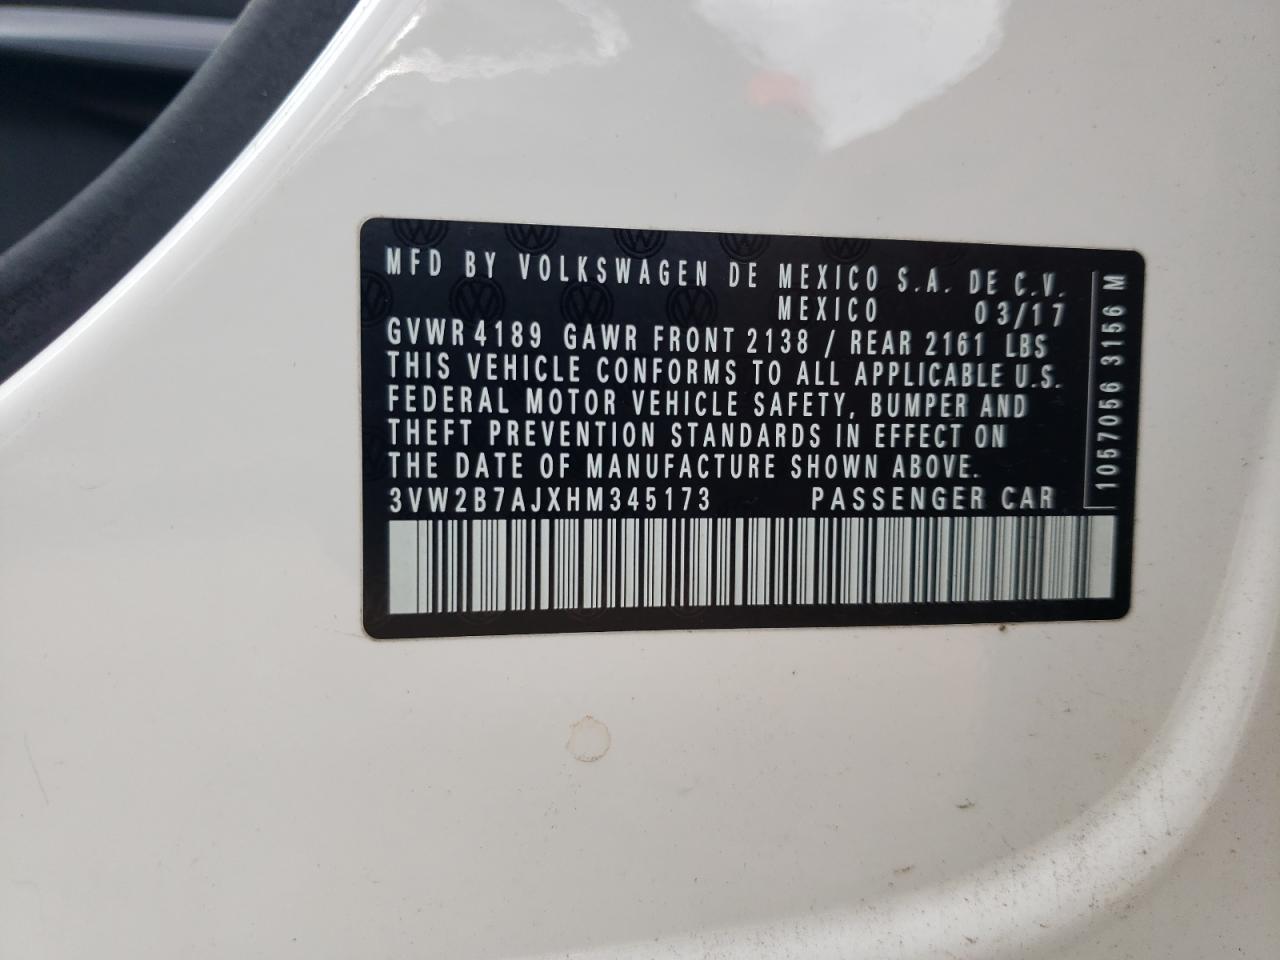 MFD BY VOLKSWAGEN DE MEXICO S.A. DE C.V.
MEXICO 03/17
GVWR 4189 GAWR FRONT 2138 / REAR 2161 LBS
THIS VEHICLE CONFORMS TO ALL APPLICABLE U.S.
FEDERAL MOTOR VEHICLE SAFETY, BUMPER AND
THEFT PREVENTION STANDARDS IN EFFECT ON
THE DATE OF MANUFACTURE SHOWN ABOVE.
3VW2B7AJXHM345173 PASSENGER CAR
1057056 3156 M